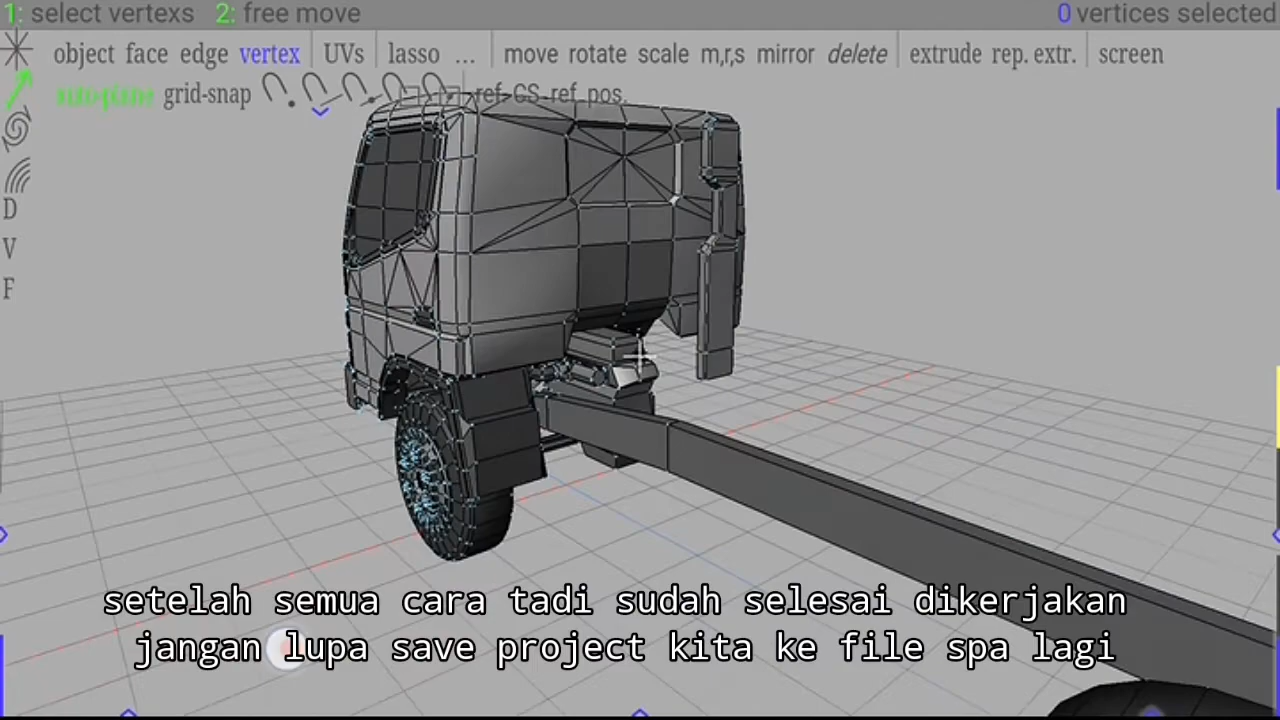 1: select vertexs 2: free move 0 vertices selected
object face edge vertex UVs lasso ... move rotate scale m,r,s mirror delete extrude rep. extr. screen
grid-snap ref. CS ref. pos.
D
V
F
setelah semua cara tadi sudah selesai dikerjakan
jangan lupa save project kita ke file spa lagi